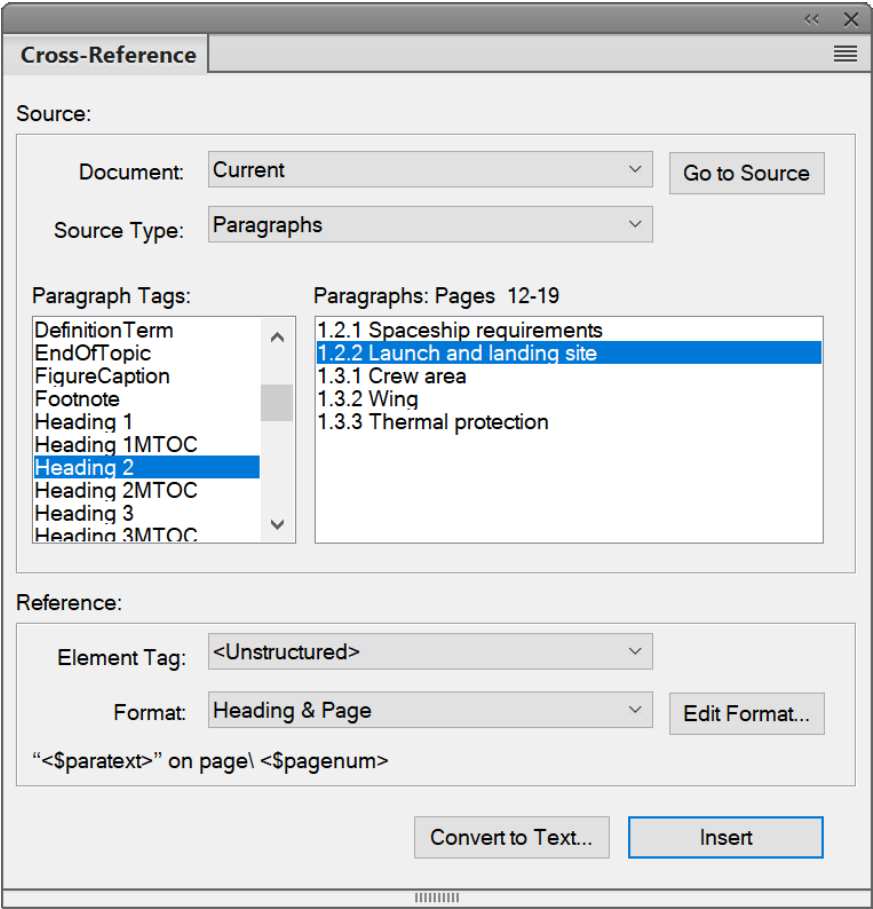 Cross-Reference
Source:
Document: Current Go to Source
Source Type: Paragraphs
Paragraph Tags:
DefinitionTerm
EndOfTopic
FigureCaption
Footnote
Heading 1
Heading 1MTOC
Heading 2
Heading 2MTOC
Heading 3
Heading 3MTOC
Paragraphs: Pages 12-19
1.2.1 Spaceship requirements
1.2.2 Launch and landing site
1.3.1 Crew area
1.3.2 Wing
1.3.3 Thermal protection
Reference:
Element Tag: <Unstructured>
Format: Heading & Page Edit Format...
“<$paratext>” on page\ <$pagenum>
Convert to Text... Insert